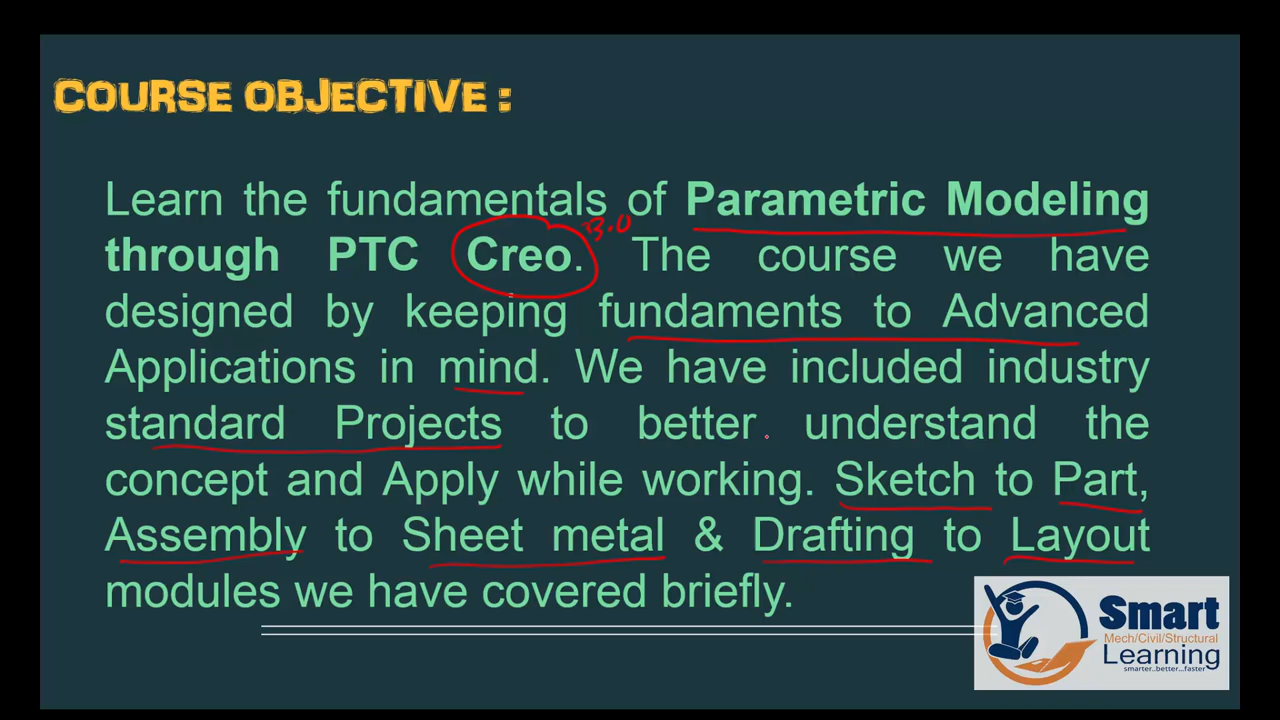 COURSE OBJECTIVE :
Learn the fundamentals of Parametric Modeling
through PTC Creo. 3.0 The course we have
designed by keeping fundaments to Advanced
Applications in mind. We have included industry
standard Projects to better understand the
concept and Apply while working. Sketch to Part,
Assembly to Sheet metal & Drafting to Layout
modules we have covered briefly.
Smart
Mech/Civil/Structural
Learning
smarter..better...faster